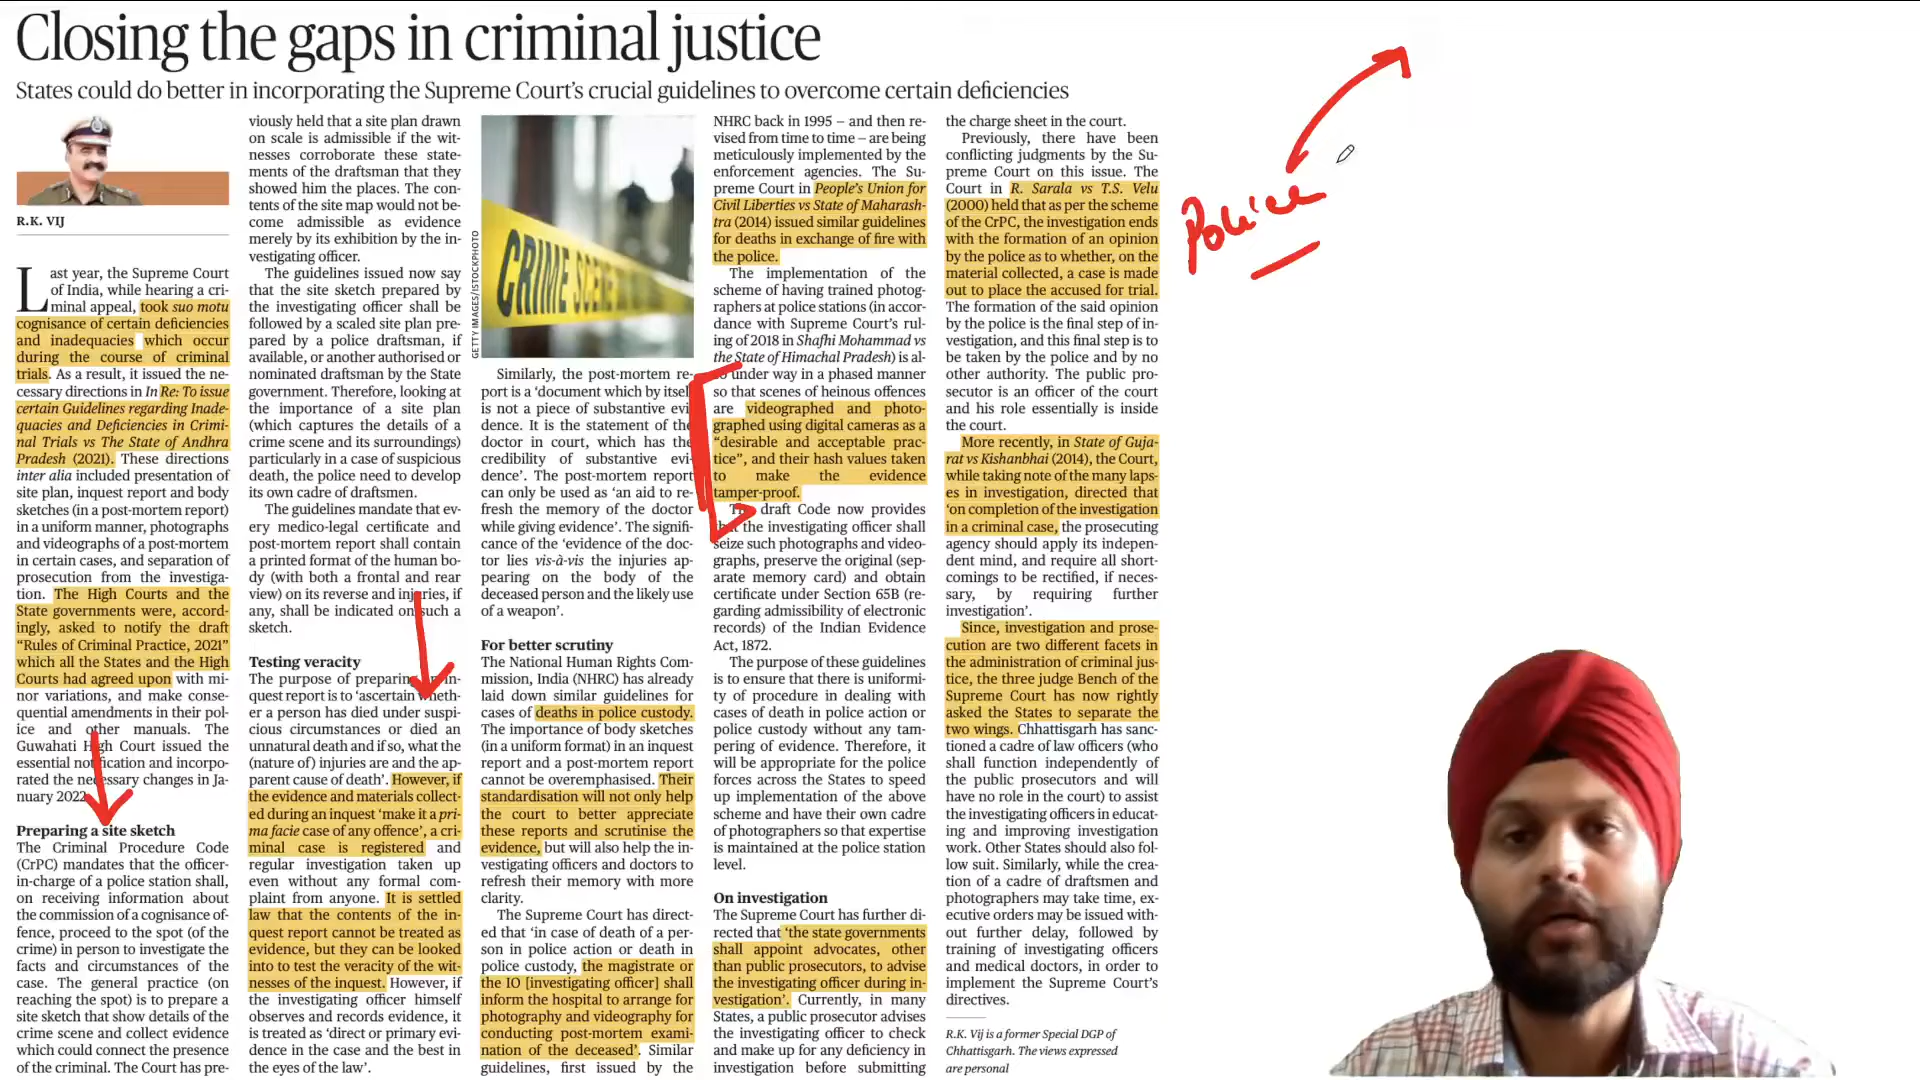 Closing the gaps in criminal justice
States could do better in incorporating the Supreme Court's crucial guidelines to overcome certain deficiencies
R.K. VIJ
Last year, the Supreme Court
of India, while hearing a cri-
minal appeal, took suo motu
cognisance of certain deficiencies
and inadequacies which occur
during the course of criminal
trials. As a result, it issued the ne-
cessary directions in In Re: To issue
certain Guidelines regarding Inade-
quacies and Deficiencies in Crimi-
nal Trials vs The State of Andhra
Pradesh (2021). These directions
inter alia included presentation of
site plan, inquest report and body
sketches (in a post-mortem report)
in a uniform manner, photographs
and videographs of a post-mortem
in certain cases, and separation of
prosecution from the investiga-
tion. The High Courts and the
State governments were, accord-
ingly, asked to notify the draft
"Rules of Criminal Practice, 2021"
which all the States and the High
Courts had agreed upon with mi-
nor variations, and make conse-
quential amendments in their pol-
ice and other manuals. The
Guwahati High Court issued the
essential notification and incorpo-
rated the necessary changes in Ja-
nuary 2022.
Preparing a site sketch
The Criminal Procedure Code
(CrPC) mandates that the officer-
in-charge of a police station shall,
on receiving information about
the commission of a cognisance of-
fence, proceed to the spot (of the
crime) in person to investigate the
facts and circumstances of the
case. The general practice (on
reaching the spot) is to prepare a
site sketch that show details of the
crime scene and collect evidence
which could connect the presence
of the criminal. The Court has pre-
viously held that a site plan drawn
on scale is admissible if the wit-
nesses corroborate these state-
ments of the draftsman that they
showed him the places. The con-
tents of the site map would not be-
come admissible as evidence
merely by its exhibition by the in-
vestigating officer.
The guidelines issued now say
that the site sketch prepared by
the investigating officer shall be
followed by a scaled site plan pre-
pared by a police draftsman, if
available, or another authorised or
nominated draftsman by the State
government. Therefore, looking at
the importance of a site plan
(which captures the details of a
crime scene and its surroundings)
particularly in a case of suspicious
death, the police need to develop
its own cadre of draftsmen.
The guidelines mandate that ev-
ery medico-legal certificate and
post-mortem report shall contain
a printed format of the human bo-
dy (with both a frontal and rear
view) on its reverse and injuries, if
any, shall be indicated on such a
sketch.
Testing veracity
The purpose of preparing an in-
quest report is to 'ascertain wheth-
er a person has died under suspi-
cious circumstances or died an
unnatural death and if so, what the
(nature of) injuries are and the ap-
parent cause of death'. However, if
the evidence and materials collect-
ed during an inquest 'make it a pri-
ma facie case of any offence', a cri-
minal case is registered and
regular investigation taken up
even without any formal com-
plaint from anyone. It is settled
law that the contents of the in-
quest report cannot be treated as
evidence, but they can be looked
into to test the veracity of the wit-
nesses of the inquest. However, if
the investigating officer himself
observes and records evidence, it
is treated as 'direct or primary evi-
dence in the case and the best in
the eyes of the law'.
CRIME SCENE
GETTY IMAGES/ISTOCKPHOTO
Similarly, the post-mortem re-
port is a 'document which by itself
is not a piece of substantive evi-
dence. It is the statement of the
doctor in court, which has the
credibility of substantive evi-
dence'. The post-mortem report
can only be used as 'an aid to re-
fresh the memory of the doctor
while giving evidence'. The signifi-
cance of the 'evidence of the doc-
tor lies vis-à-vis the injuries ap-
pearing on the body of the
deceased person and the likely use
of a weapon'.
For better scrutiny
The National Human Rights Com-
mission, India (NHRC) has already
laid down similar guidelines for
cases of deaths in police custody.
The importance of body sketches
(in a uniform format) in an inquest
report and a post-mortem report
cannot be overemphasised. Their
standardisation will not only help
the court to better appreciate
these reports and scrutinise the
evidence, but will also help the in-
vestigating officers and doctors to
refresh their memory with more
clarity.
The Supreme Court has direct-
ed that 'in case of death of a per-
son in police action or death in
police custody, the magistrate or
the IO [investigating officer] shall
inform the hospital to arrange for
photography and videography for
conducting post-mortem exami-
nation of the deceased'. Similar
guidelines, first issued by the
NHRC back in 1995 – and then re-
vised from time to time – are being
meticulously implemented by the
enforcement agencies. The Su-
preme Court in People's Union for
Civil Liberties vs State of Maharash-
tra (2014) issued similar guidelines
for deaths in exchange of fire with
the police.
The implementation of the
scheme of having trained photog-
raphers at police stations (in accor-
dance with Supreme Court's rul-
ing of 2018 in Shafhi Mohammad vs
the State of Himachal Pradesh) is al-
so under way in a phased manner
so that scenes of heinous offences
are videographed and photo-
graphed using digital cameras as a
"desirable and acceptable prac-
tice", and their hash values taken
to make the evidence
tamper-proof.
The draft Code now provides
that the investigating officer shall
seize such photographs and video-
graphs, preserve the original (sep-
arate memory card) and obtain
certificate under Section 65B (re-
garding admissibility of electronic
records) of the Indian Evidence
Act, 1872.
The purpose of these guidelines
is to ensure that there is uniformi-
ty of procedure in dealing with
cases of death in police action or
police custody without any tam-
pering of evidence. Therefore, it
will be appropriate for the police
forces across the States to speed
up implementation of the above
scheme and have their own cadre
of photographers so that expertise
is maintained at the police station
level.
On investigation
The Supreme Court has further di-
rected that 'the state governments
shall appoint advocates, other
than public prosecutors, to advise
the investigating officer during in-
vestigation'. Currently, in many
States, a public prosecutor advises
the investigating officer to check
and make up for any deficiency in
investigation before submitting
the charge sheet in the court.
Previously, there have been
conflicting judgments by the Su-
preme Court on this issue. The
Court in R. Sarala vs T.S. Velu
(2000) held that as per the scheme
of the CrPC, the investigation ends
with the formation of an opinion
by the police as to whether, on the
material collected, a case is made
out to place the accused for trial.
The formation of the said opinion
by the police is the final step of in-
vestigation, and this final step is to
be taken by the police and by no
other authority. The public pro-
secutor is an officer of the court
and his role essentially is inside
the court.
More recently, in State of Guja-
rat vs Kishanbhai (2014), the Court,
while taking note of the many laps-
es in investigation, directed that
'on completion of the investigation
in a criminal case, the prosecuting
agency should apply its indepen-
dent mind, and require all short-
comings to be rectified, if neces-
sary, by requiring further
investigation'.
Since, investigation and prose-
cution are two different facets in
the administration of criminal jus-
tice, the three judge Bench of the
Supreme Court has now rightly
asked the States to separate the
two wings. Chhattisgarh has sanc-
tioned a cadre of law officers (who
shall function independently of
the public prosecutors and will
have no role in the court) to assist
the investigating officers in educat-
ing and improving investigation
work. Other States should also fol-
low suit. Similarly, while the crea-
tion of a cadre of draftsmen and
photographers may take time, ex-
ecutive orders may be issued with-
out further delay, followed by
training of investigating officers
and medical doctors, in order to
implement the Supreme Court's
directives.
R.K. Vij is a former Special DGP of
Chhattisgarh. The views expressed
are personal
Police